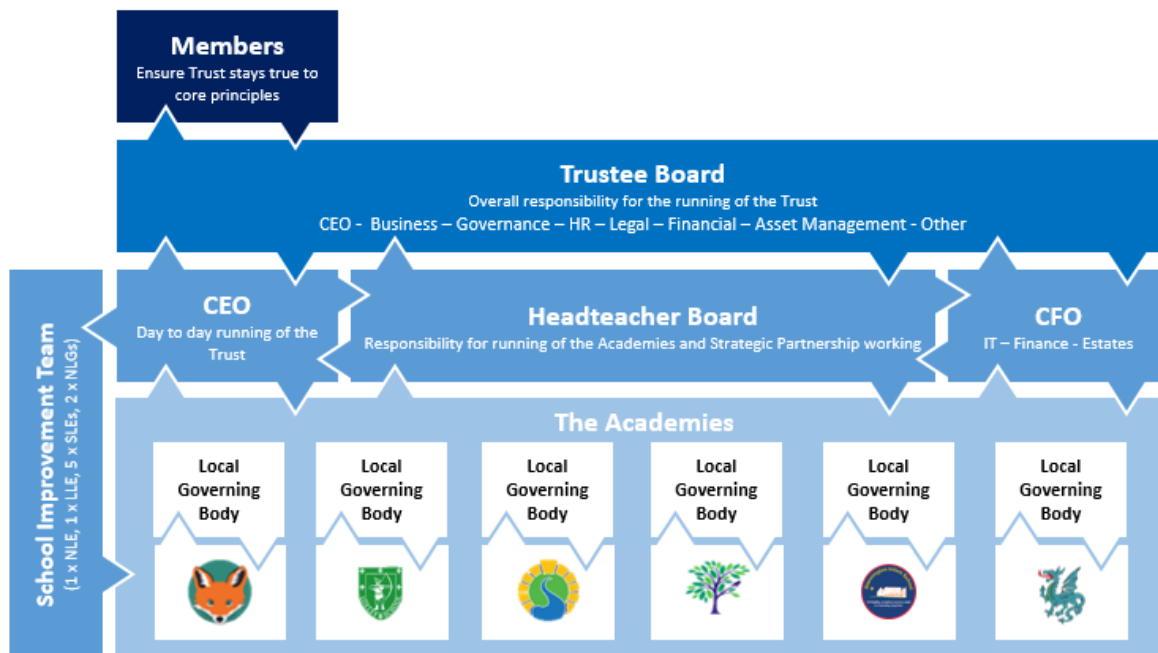 Members
Ensure Trust stays true to
core principles
Trustee Board
Overall responsibility for the running of the Trust
CEO - Business – Governance – HR – Legal – Financial – Asset Management - Other
School Improvement Team
(1 x NLE, 1 x LLE, 5 x SLEs, 2 x NLGs)
CEO
Day to day running of the
Trust
Headteacher Board
Responsibility for running of the Academies and Strategic Partnership working
CFO
IT – Finance - Estates
The Academies
Local
Governing
Body
Local
Governing
Body
Local
Governing
Body
Local
Governing
Body
Local
Governing
Body
Local
Governing
Body